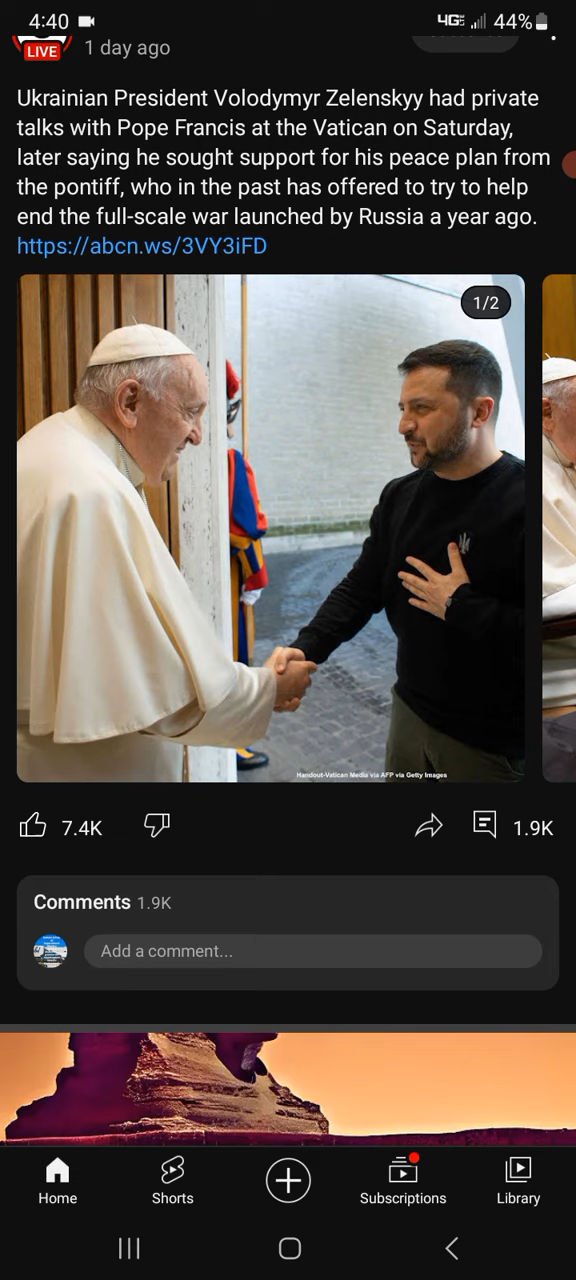 4:40 4G 44%
LIVE 1 day ago
Ukrainian President Volodymyr Zelenskyy had private
talks with Pope Francis at the Vatican on Saturday,
later saying he sought support for his peace plan from
the pontiff, who in the past has offered to try to help
end the full-scale war launched by Russia a year ago.
https://abcn.ws/3VY3iFD
1/2
Handout-Vatican Media via AFP via Getty Images
7.4K 1.9K
Comments 1.9K
Add a comment...
Home Shorts Subscriptions Library